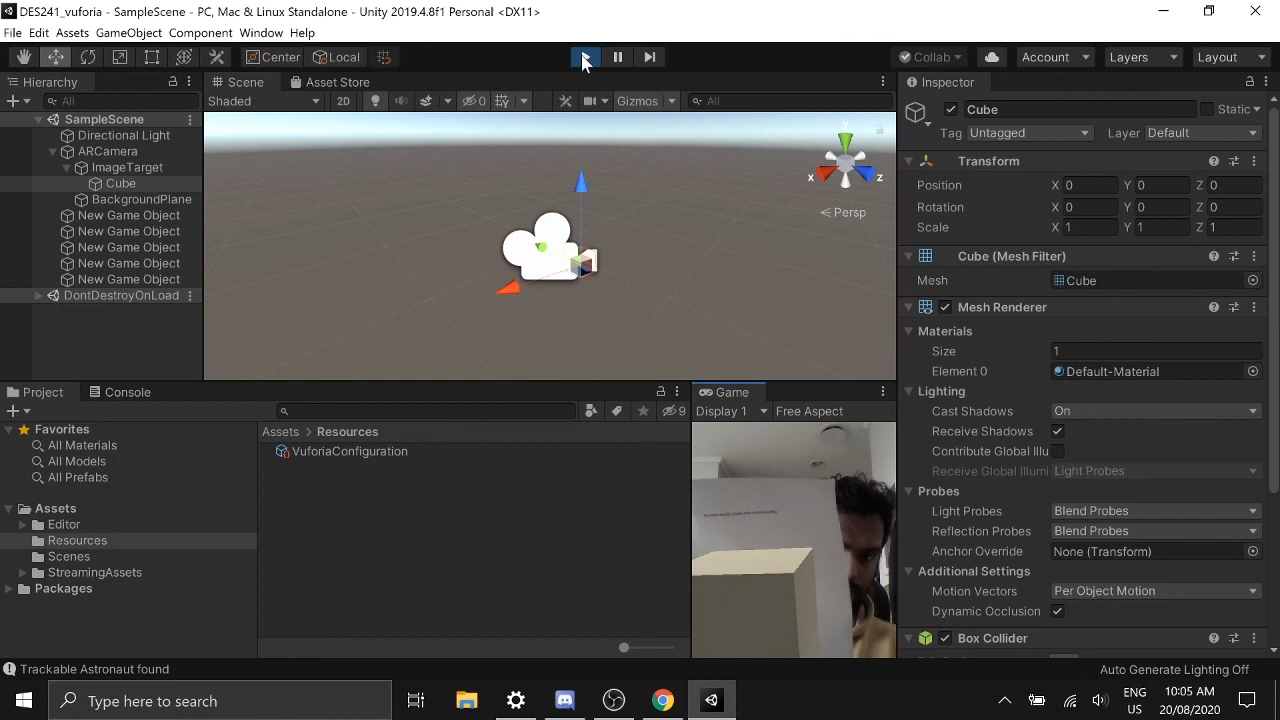 DES241_vuforia - SampleScene - PC, Mac & Linux Standalone - Unity 2019.4.8f1 Personal <DX11>
File Edit Assets GameObject Component Window Help
Center Local Collab Account Layers Layout
Hierarchy
All
SampleScene
Directional Light
ARCamera
ImageTarget
Cube
BackgroundPlane
New Game Object
New Game Object
New Game Object
New Game Object
New Game Object
DontDestroyOnLoad
Scene Asset Store
Shaded 2D 0 Gizmos All
y
x z
Persp
Project Console
9
Favorites
All Materials
All Models
All Prefabs
Assets
Editor
Resources
Scenes
StreamingAssets
Packages
Assets > Resources
VuforiaConfiguration
Game
Display 1 Free Aspect
Inspector
Cube Static
Tag Untagged Layer Default
Transform
Position X 0 Y 0 Z 0
Rotation X 0 Y 0 Z 0
Scale X 1 Y 1 Z 1
Cube (Mesh Filter)
Mesh Cube
Mesh Renderer
Materials
Size 1
Element 0 Default-Material
Lighting
Cast Shadows On
Receive Shadows
Contribute Global Illu
Receive Global Illumi Light Probes
Probes
Light Probes Blend Probes
Reflection Probes Blend Probes
Anchor Override None (Transform)
Additional Settings
Motion Vectors Per Object Motion
Dynamic Occlusion
Box Collider
Trackable Astronaut found
Auto Generate Lighting Off
Type here to search
ENG
US
10:05 AM
20/08/2020